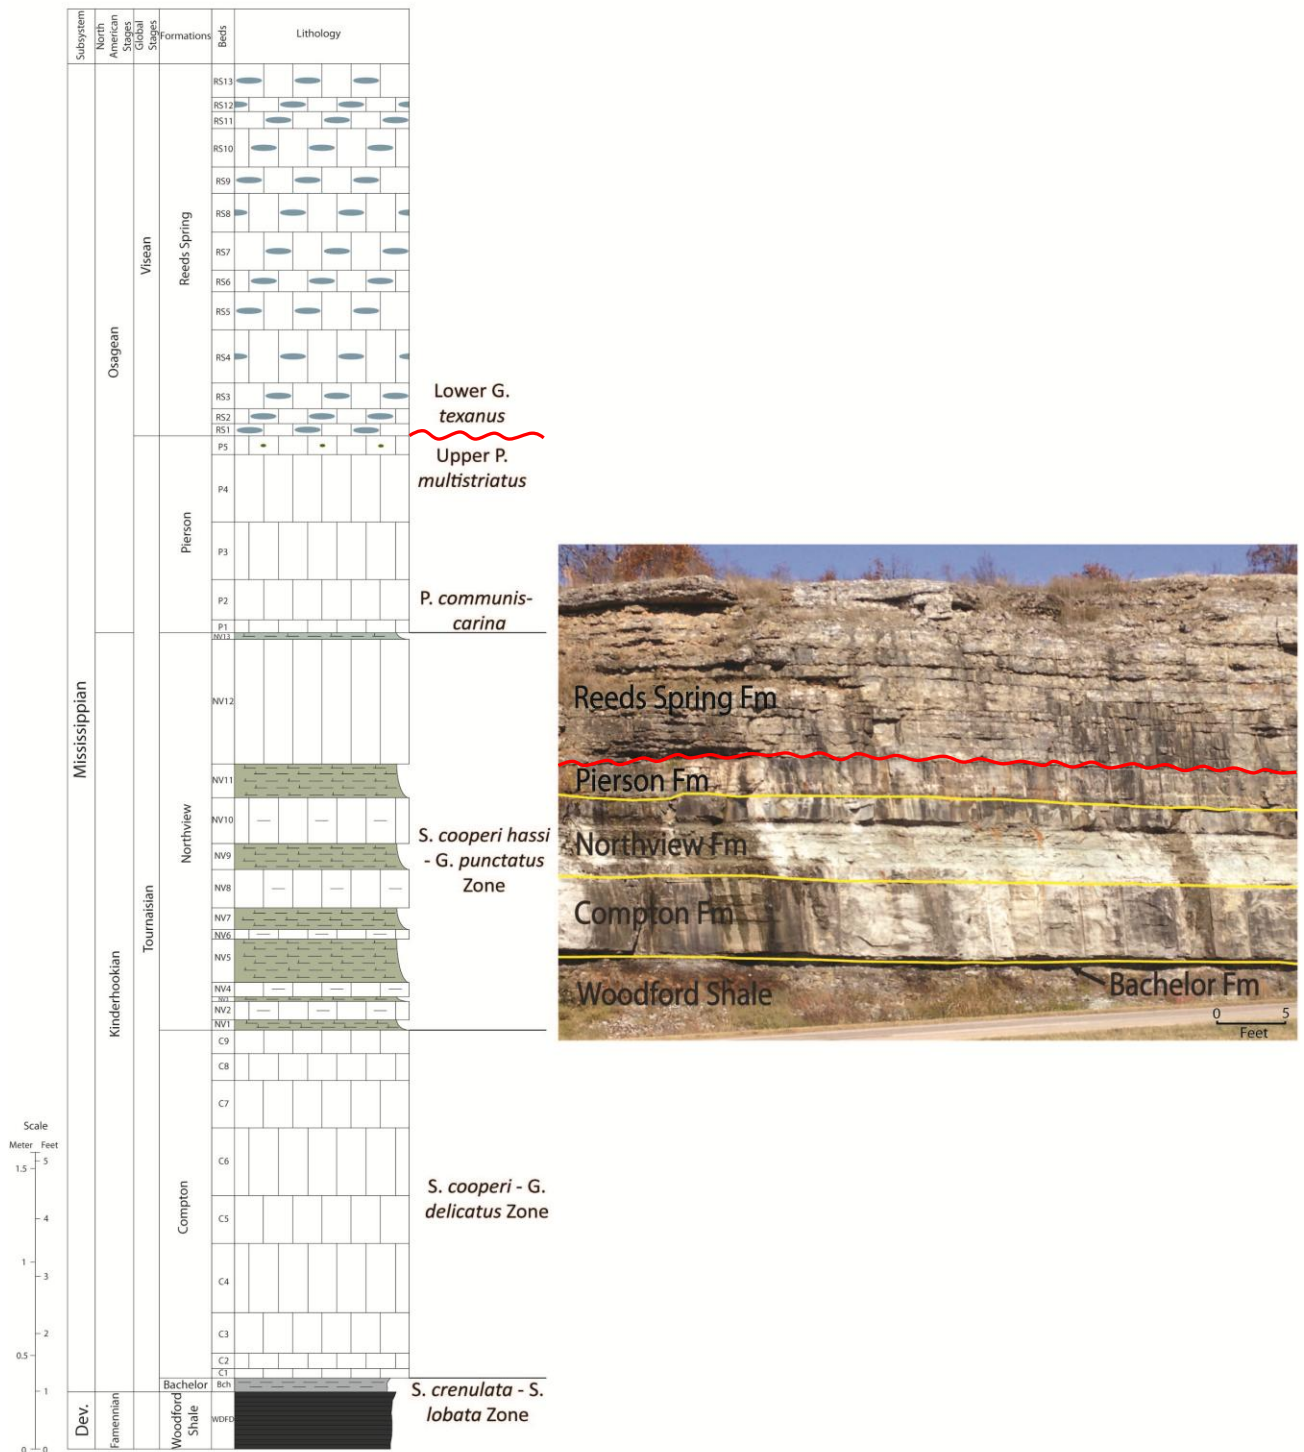 Subsystem
North
American
Stages
Global
Stages
Formations
Beds
Lithology
Mississippian
Dev.
Osagean
Kinderhookian
Famennian
Visean
Tournaisian
Reeds Spring
Pierson
Northview
Compton
Bachelor
Woodford
Shale
RS13
RS12
RS11
RS10
RS9
RS8
RS7
RS6
RS5
RS4
RS3
RS2
RS1
P5
P4
P3
P2
P1
NV13
NV12
NV11
NV10
NV9
NV8
NV7
NV6
NV5
NV4
NV3
NV2
NV1
C9
C8
C7
C6
C5
C4
C3
C2
C1
Bch
WDFD
Lower G.
texanus
Upper P.
multistriatus
P. communis-
carina
S. cooperi hassi
- G. punctatus
Zone
S. cooperi - G.
delicatus Zone
S. crenulata - S.
lobata Zone
Scale
Meter Feet
1.5
1
0.5
0
5
4
3
2
1
0
Reeds Spring Fm
Pierson Fm
Northview Fm
Compton Fm
Woodford Shale
Bachelor Fm
0 5
Feet